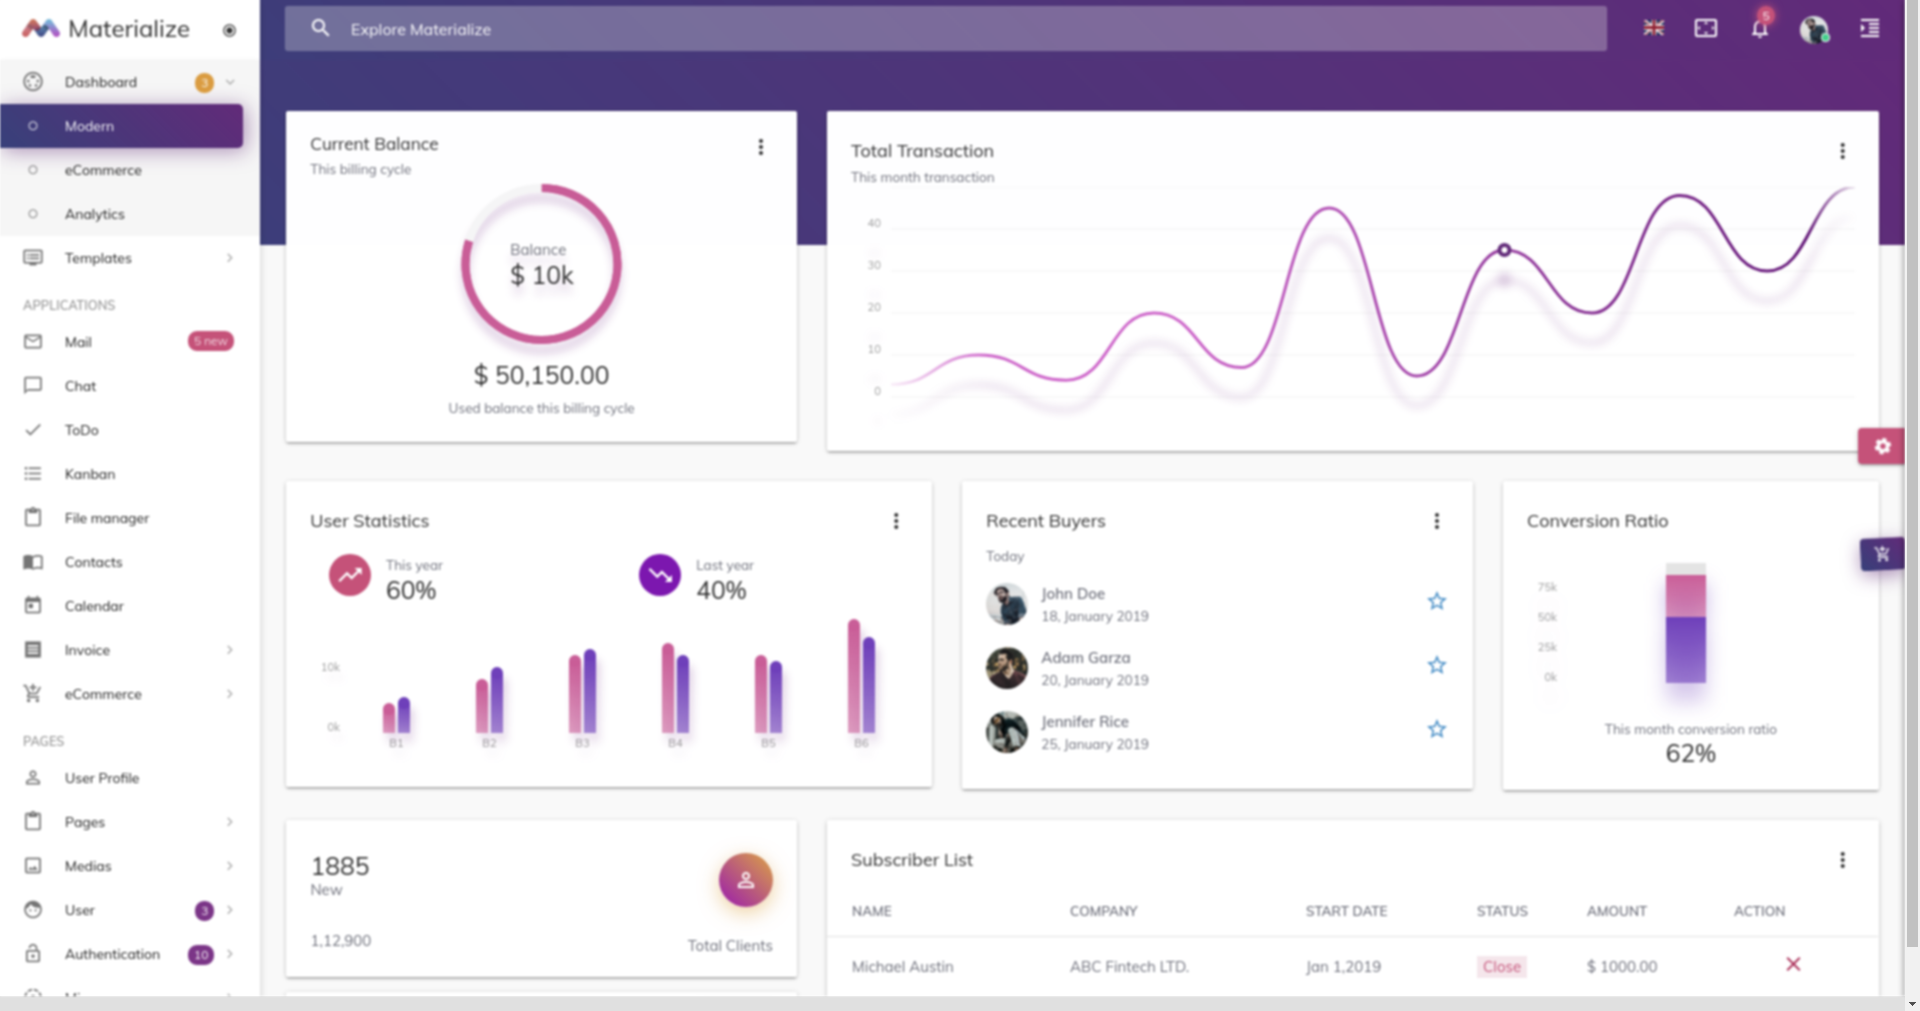 Materialize
Explore Materialize
5
Dashboard
3
Modern
eCommerce
Analytics
Templates
APPLICATIONS
Mail
5 new
Chat
ToDo
Kanban
File manager
Contacts
Calendar
Invoice
eCommerce
PAGES
User Profile
Pages
Medias
User
3
Authentication
10
Current Balance
This billing cycle
Balance
$ 10k
$ 50,150.00
Used balance this billing cycle
Total Transaction
This month transaction
40
30
20
10
0
User Statistics
This year
60%
Last year
40%
10k
0k
B1 B2 B3 B4 B5 B6
Recent Buyers
Today
John Doe
18, January 2019
Adam Garza
20, January 2019
Jennifer Rice
25, January 2019
Conversion Ratio
75k
50k
25k
0k
This month conversion ratio
62%
1885
New
1,12,900
Total Clients
Subscriber List
NAME COMPANY START DATE STATUS AMOUNT ACTION
Michael Austin ABC Fintech LTD. Jan 1,2019 Close $ 1000.00